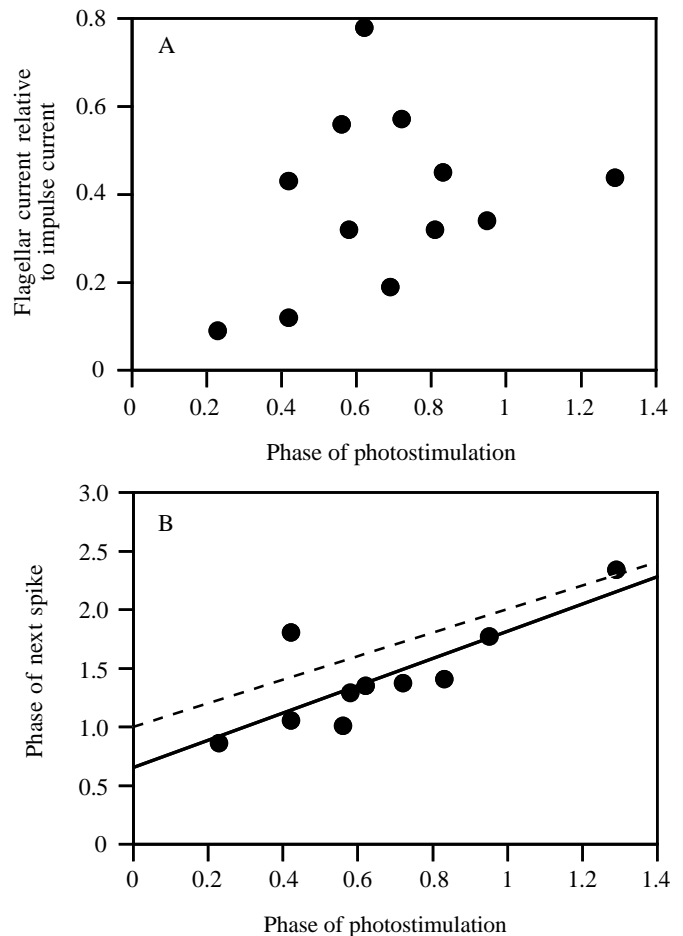 A
Flagellar current relative
to impulse current
0.8
0.6
0.4
0.2
0
0 0.2 0.4 0.6 0.8 1 1.2 1.4
Phase of photostimulation
B
Phase of next spike
3.0
2.5
2.0
1.5
1.0
0.5
0
0 0.2 0.4 0.6 0.8 1 1.2 1.4
Phase of photostimulation